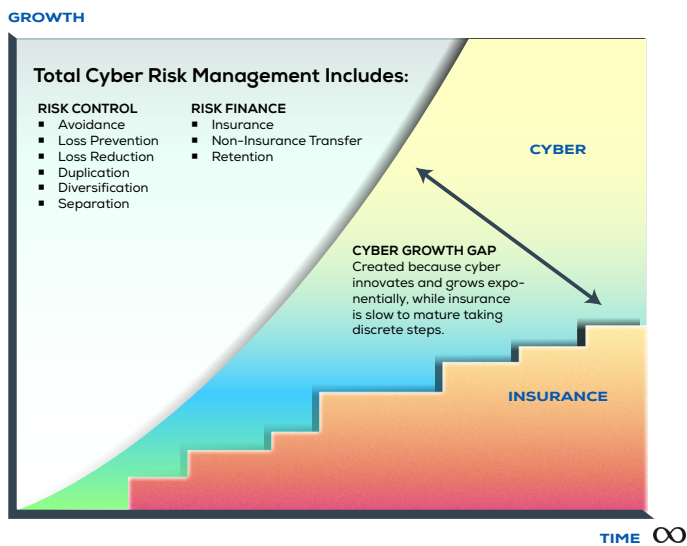 GROWTH
Total Cyber Risk Management Includes:
RISK CONTROL
▪ Avoidance
▪ Loss Prevention
▪ Loss Reduction
▪ Duplication
▪ Diversification
▪ Separation
RISK FINANCE
▪ Insurance
▪ Non-Insurance Transfer
▪ Retention
CYBER
CYBER GROWTH GAP
Created because cyber
innovates and grows expo-
nentially, while insurance
is slow to mature taking
discrete steps.
INSURANCE
TIME ∞